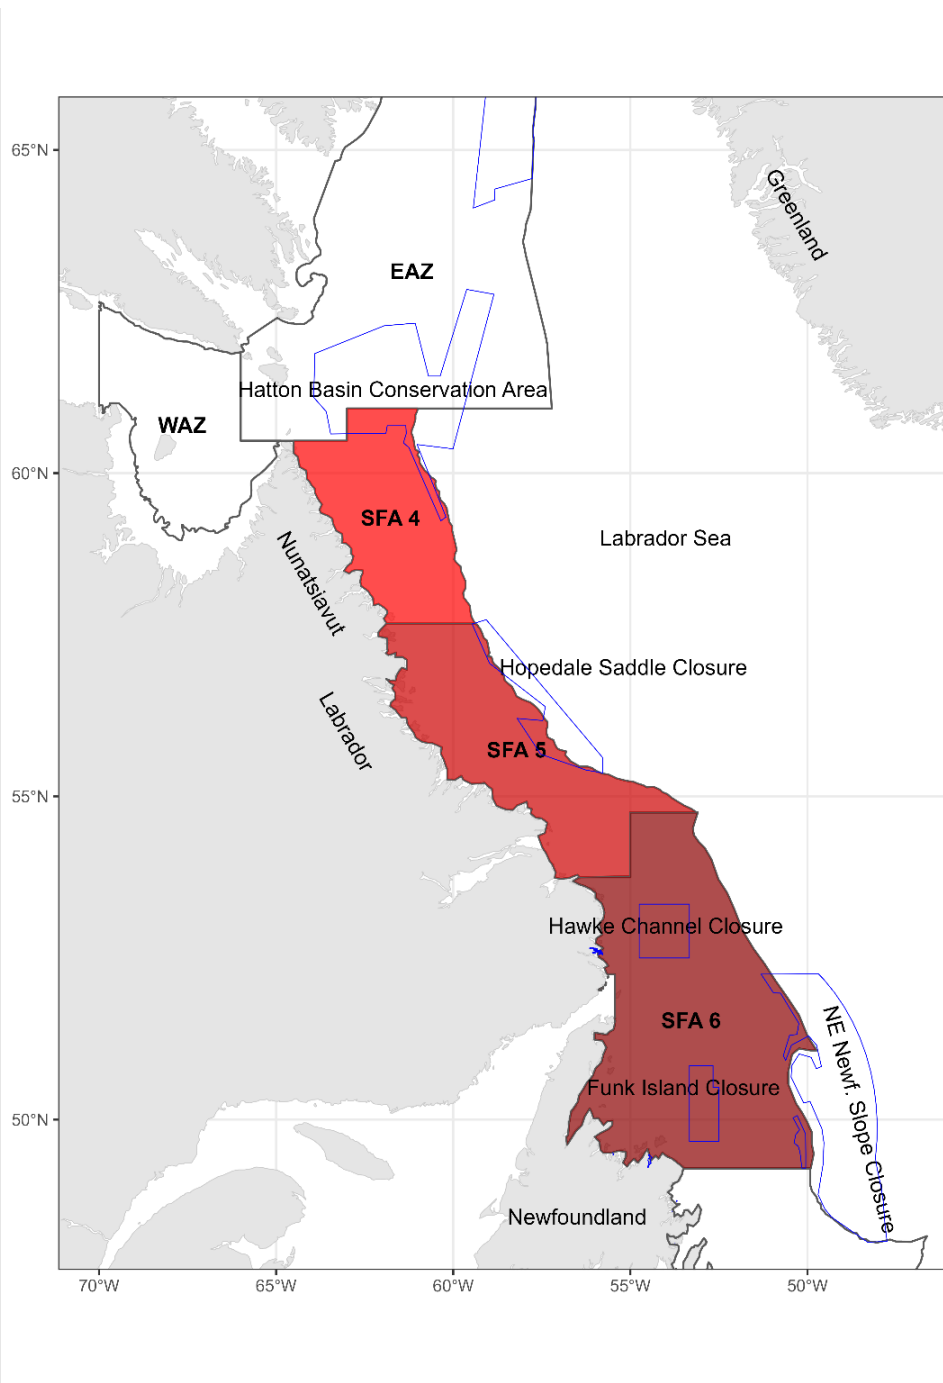 65°N
Greenland
EAZ
Hatton Basin Conservation Area
WAZ
60°N
SFA 4
Labrador Sea
Nunatsiavut
Hopedale Saddle Closure
Labrador
SFA 5
55°N
Hawke Channel Closure
SFA 6
NE Newf. Slope Closure
Funk Island Closure
50°N
Newfoundland
70°W
65°W
60°W
55°W
50°W